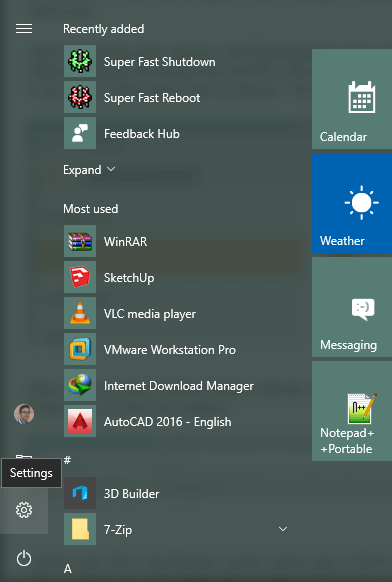 Recently added
Super Fast Shutdown
Super Fast Reboot
Feedback Hub
Expand
Most used
WinRAR
SketchUp
VLC media player
VMware Workstation Pro
Internet Download Manager
AutoCAD 2016 - English
#
3D Builder
7-Zip
A
Settings
Calendar
Weather
Messaging
Notepad+
+Portable